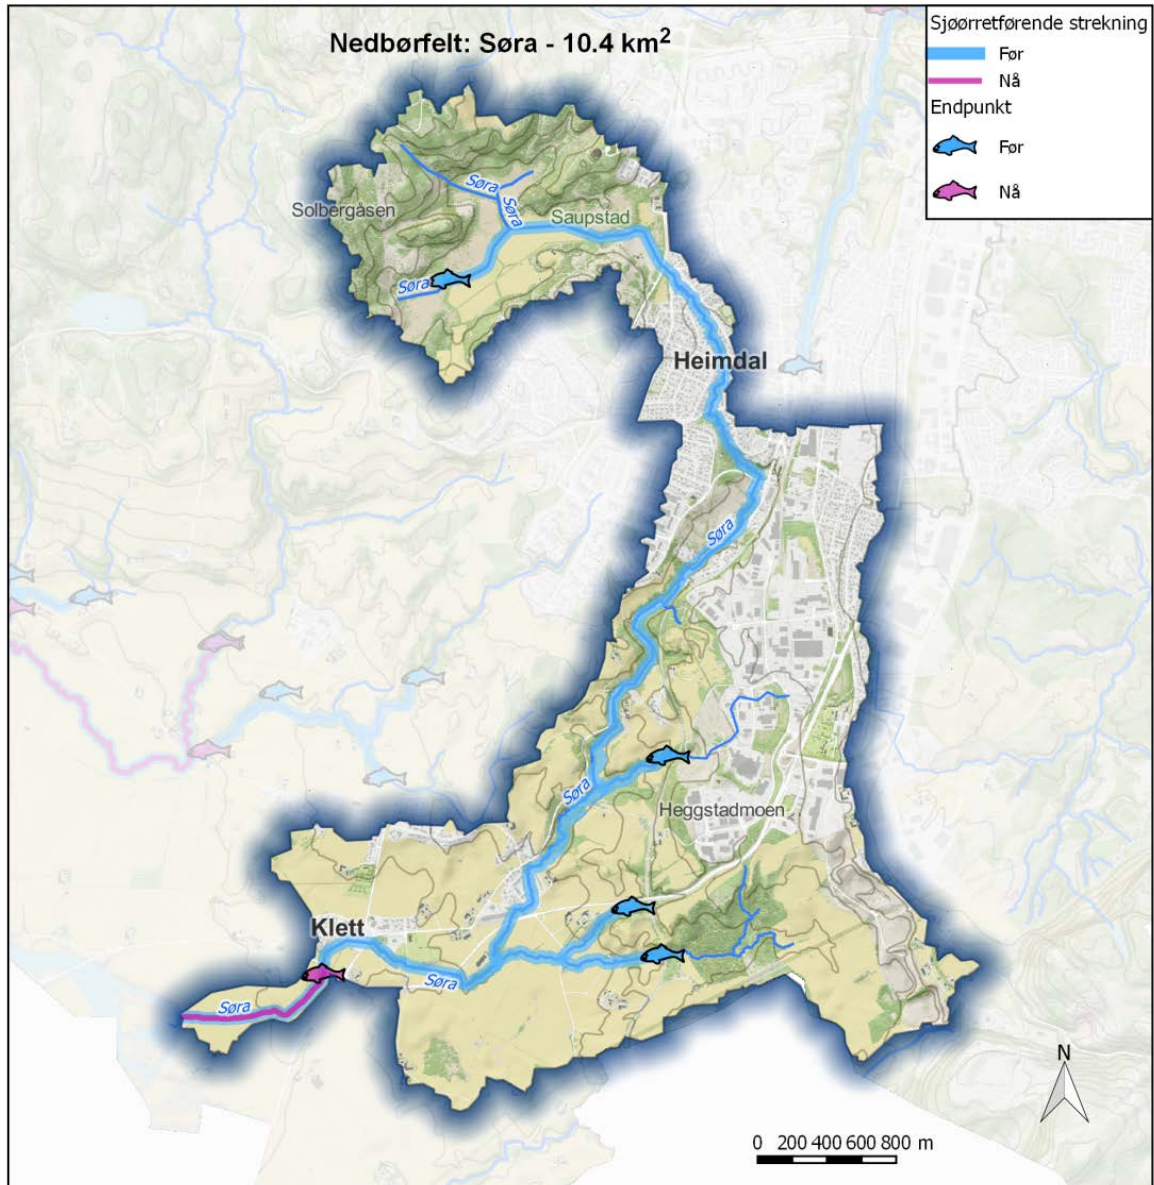 Nedbørfelt: Søra - 10.4 km²
Sjøørretførende strekning
Før
Nå
Endpunkt
Før
Nå
Søra
Solbergåsen
Søra
Saupstad
Søra
Heimdal
Søra
Søra
Heggstadmoen
Klett
Søra
Søra
N
0 200 400 600 800 m